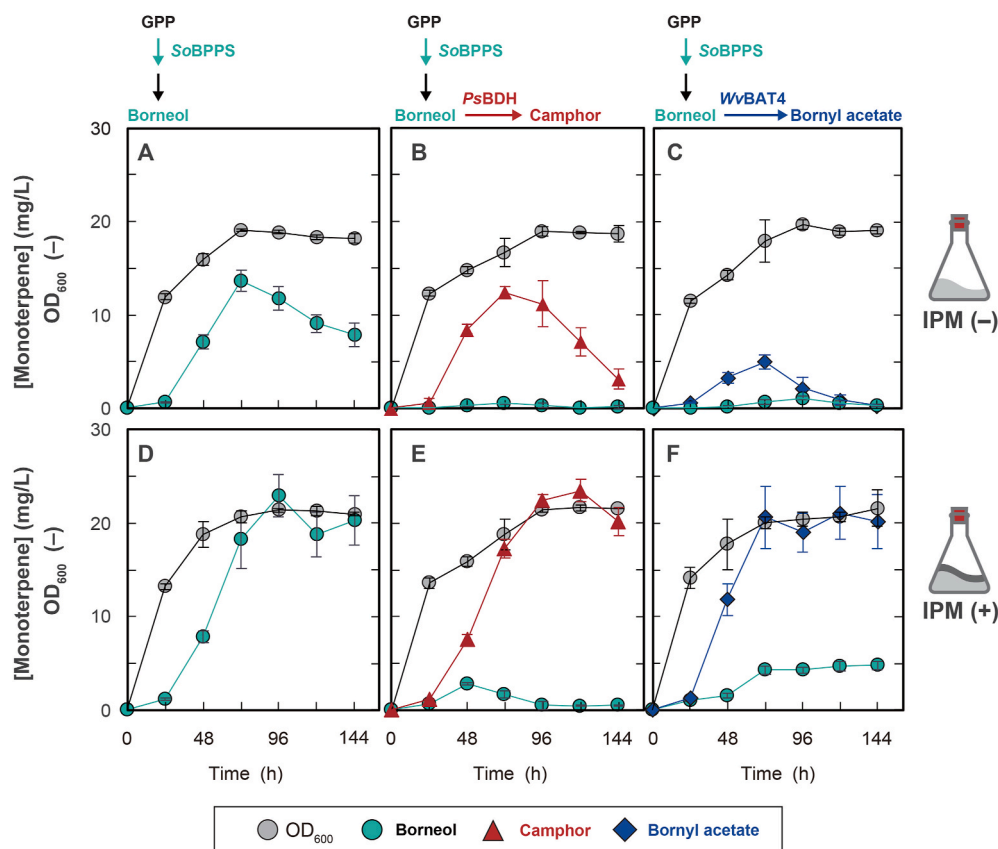 GPP GPP GPP
SoBPPS SoBPPS SoBPPS
PsBDH WvBAT4
Borneol Borneol Camphor Borneol Bornyl acetate
[Monoterpene] (mg/L)
OD600 (–)
30
20
10
0
A
B
C
IPM (–)
[Monoterpene] (mg/L)
OD600 (–)
30
20
10
0
D
E
F
IPM (+)
0 48 96 144 0 48 96 144 0 48 96 144
Time (h) Time (h) Time (h)
OD600 Borneol Camphor Bornyl acetate